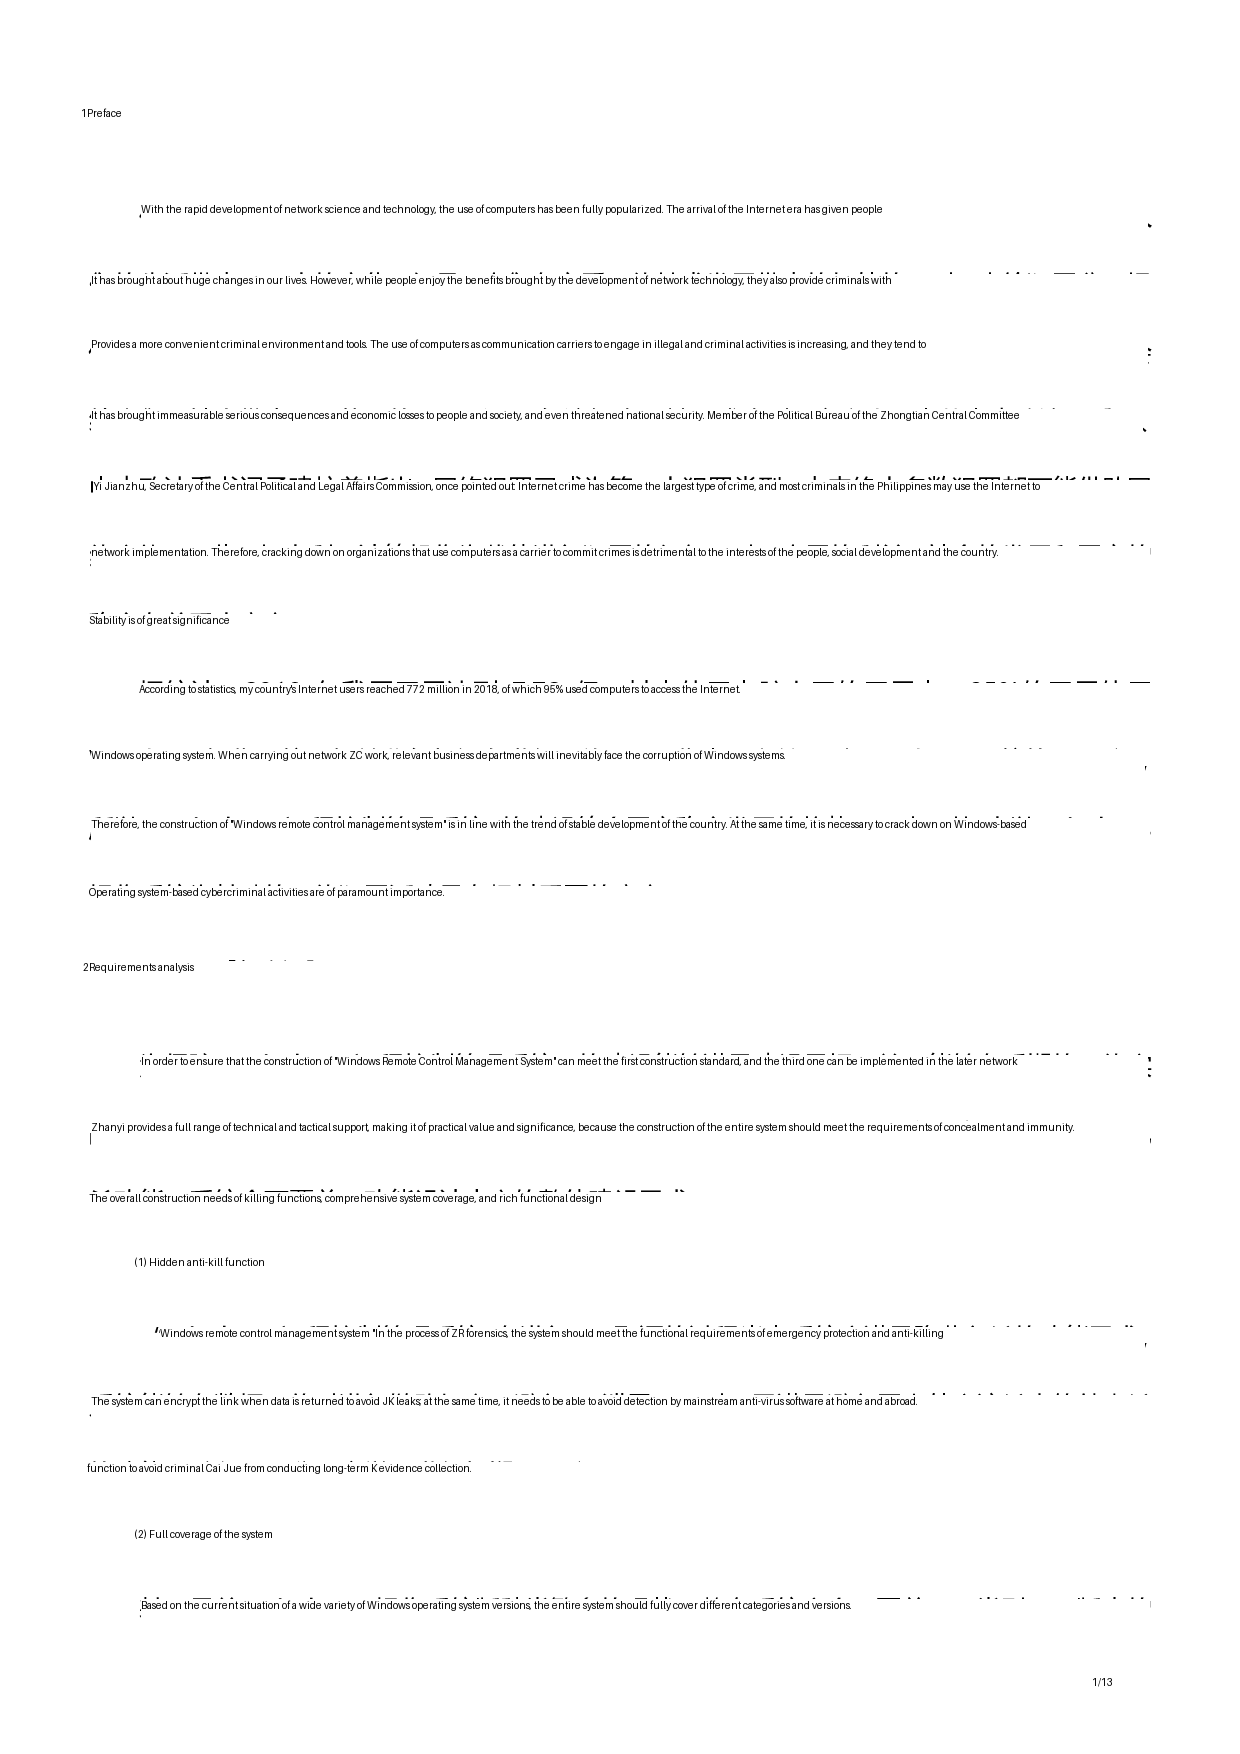 1Preface
With the rapid development of network science and technology, the use of computers has been fully popularized. The arrival of the Internet era has given people
It has brought about huge changes in our lives. However, while people enjoy the benefits brought by the development of network technology, they also provide criminals with
Provides a more convenient criminal environment and tools. The use of computers as communication carriers to engage in illegal and criminal activities is increasing, and they tend to
It has brought immeasurable serious consequences and economic losses to people and society, and even threatened national security. Member of the Political Bureau of the Zhongtian Central Committee
Yi Jianzhu, Secretary of the Central Political and Legal Affairs Commission, once pointed out: Internet crime has become the largest type of crime, and most criminals in the Philippines may use the Internet to
network implementation. Therefore, cracking down on organizations that use computers as a carrier to commit crimes is detrimental to the interests of the people, social development and the country.
Stability is of great significance
According to statistics, my country's Internet users reached 772 million in 2018, of which 95% used computers to access the Internet.
Windows operating system. When carrying out network ZC work, relevant business departments will inevitably face the corruption of Windows systems.
Therefore, the construction of "Windows remote control management system" is in line with the trend of stable development of the country. At the same time, it is necessary to crack down on Windows-based
Operating system-based cybercriminal activities are of paramount importance.
2Requirements analysis
In order to ensure that the construction of "Windows Remote Control Management System" can meet the first construction standard, and the third one can be implemented in the later network
Zhanyi provides a full range of technical and tactical support, making it of practical value and significance, because the construction of the entire system should meet the requirements of concealment and immunity.
The overall construction needs of killing functions, comprehensive system coverage, and rich functional design
(1) Hidden anti-kill function
Windows remote control management system "In the process of ZR forensics, the system should meet the functional requirements of emergency protection and anti-killing
The system can encrypt the link when data is returned to avoid JK leaks; at the same time, it needs to be able to avoid detection by mainstream anti-virus software at home and abroad.
function to avoid criminal Cai Jue from conducting long-term K evidence collection.
(2) Full coverage of the system
Based on the current situation of a wide variety of Windows operating system versions, the entire system should fully cover different categories and versions.
1/13